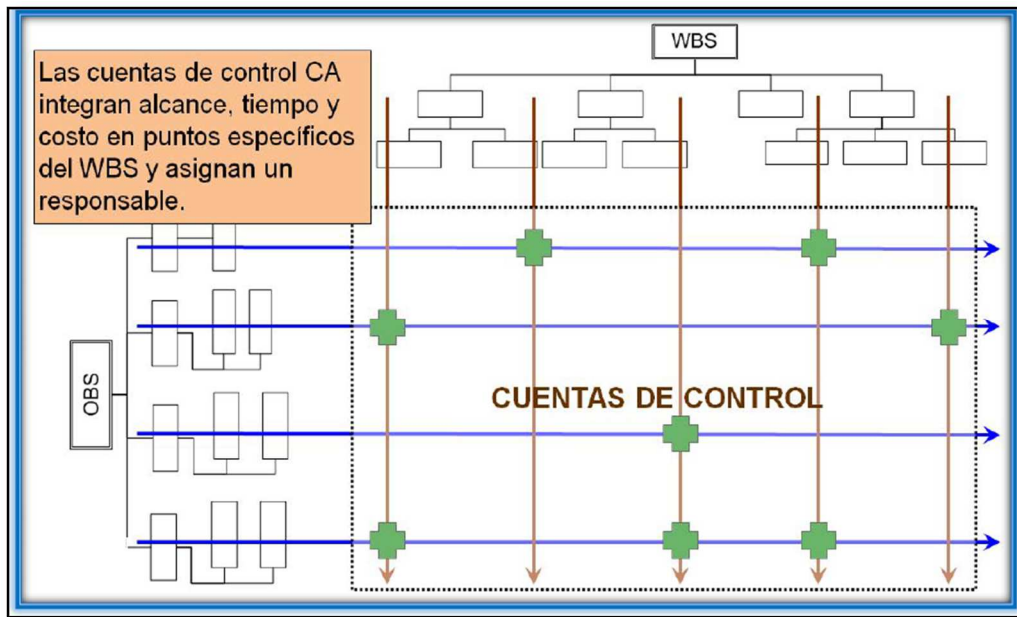 WBS
Las cuentas de control CA
integran alcance, tiempo y
costo en puntos específicos
del WBS y asignan un
responsable.
OBS
CUENTAS DE CONTROL